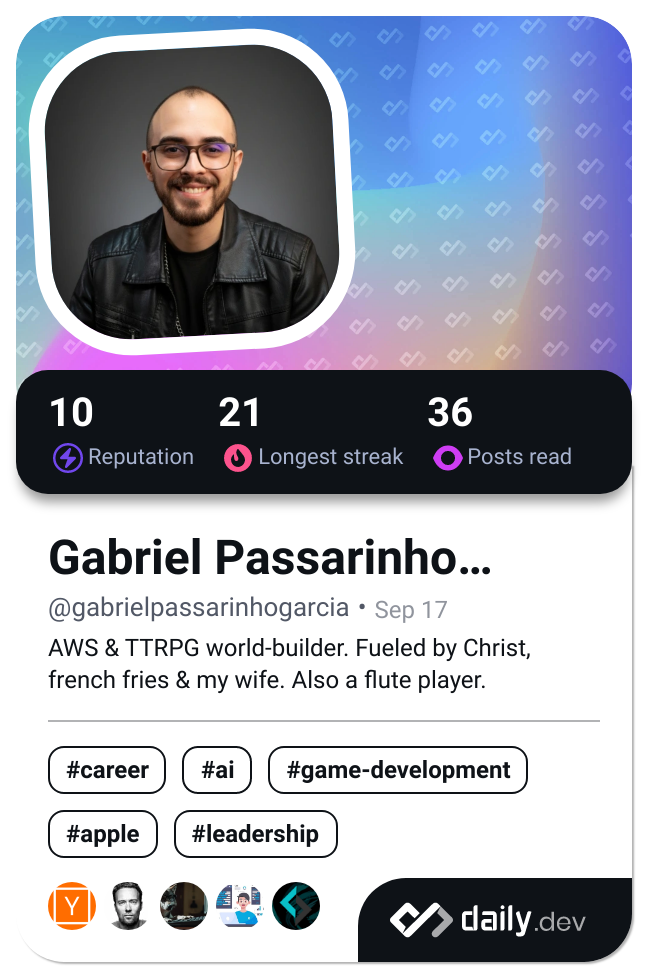 10 21 36
Reputation Longest streak Posts read
Gabriel Passarinho...
@gabrielpassarinhogarcia • Sep 17
AWS & TTRPG world-builder. Fueled by Christ,
french fries & my wife. Also a flute player.
#career #ai #game-development
#apple #leadership
Y
daily.dev